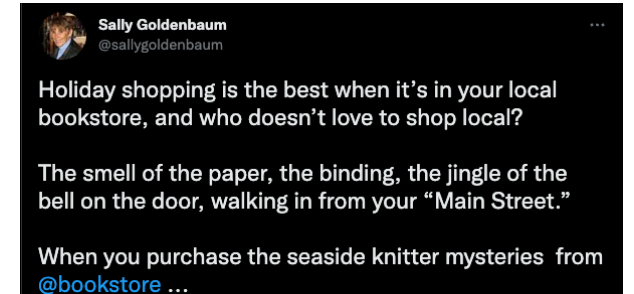 Sally Goldenbaum
@sallygoldenbaum
...
Holiday shopping is the best when it’s in your local
bookstore, and who doesn’t love to shop local?
The smell of the paper, the binding, the jingle of the
bell on the door, walking in from your “Main Street.”
When you purchase the seaside knitter mysteries  from
@bookstore ...